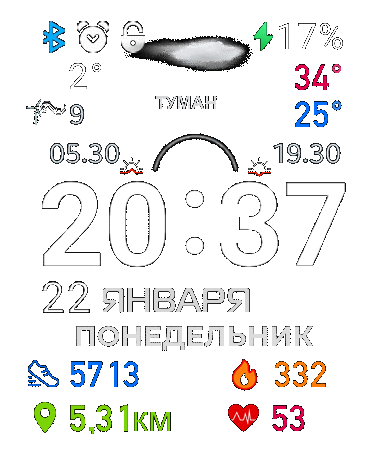 17%
2° 34°
ТУМАН
9 25°
05.30 19.30
20:37
22 ЯНВАРЯ
ПОНЕДЕЛЬНИК
5713 332
5,31км 53